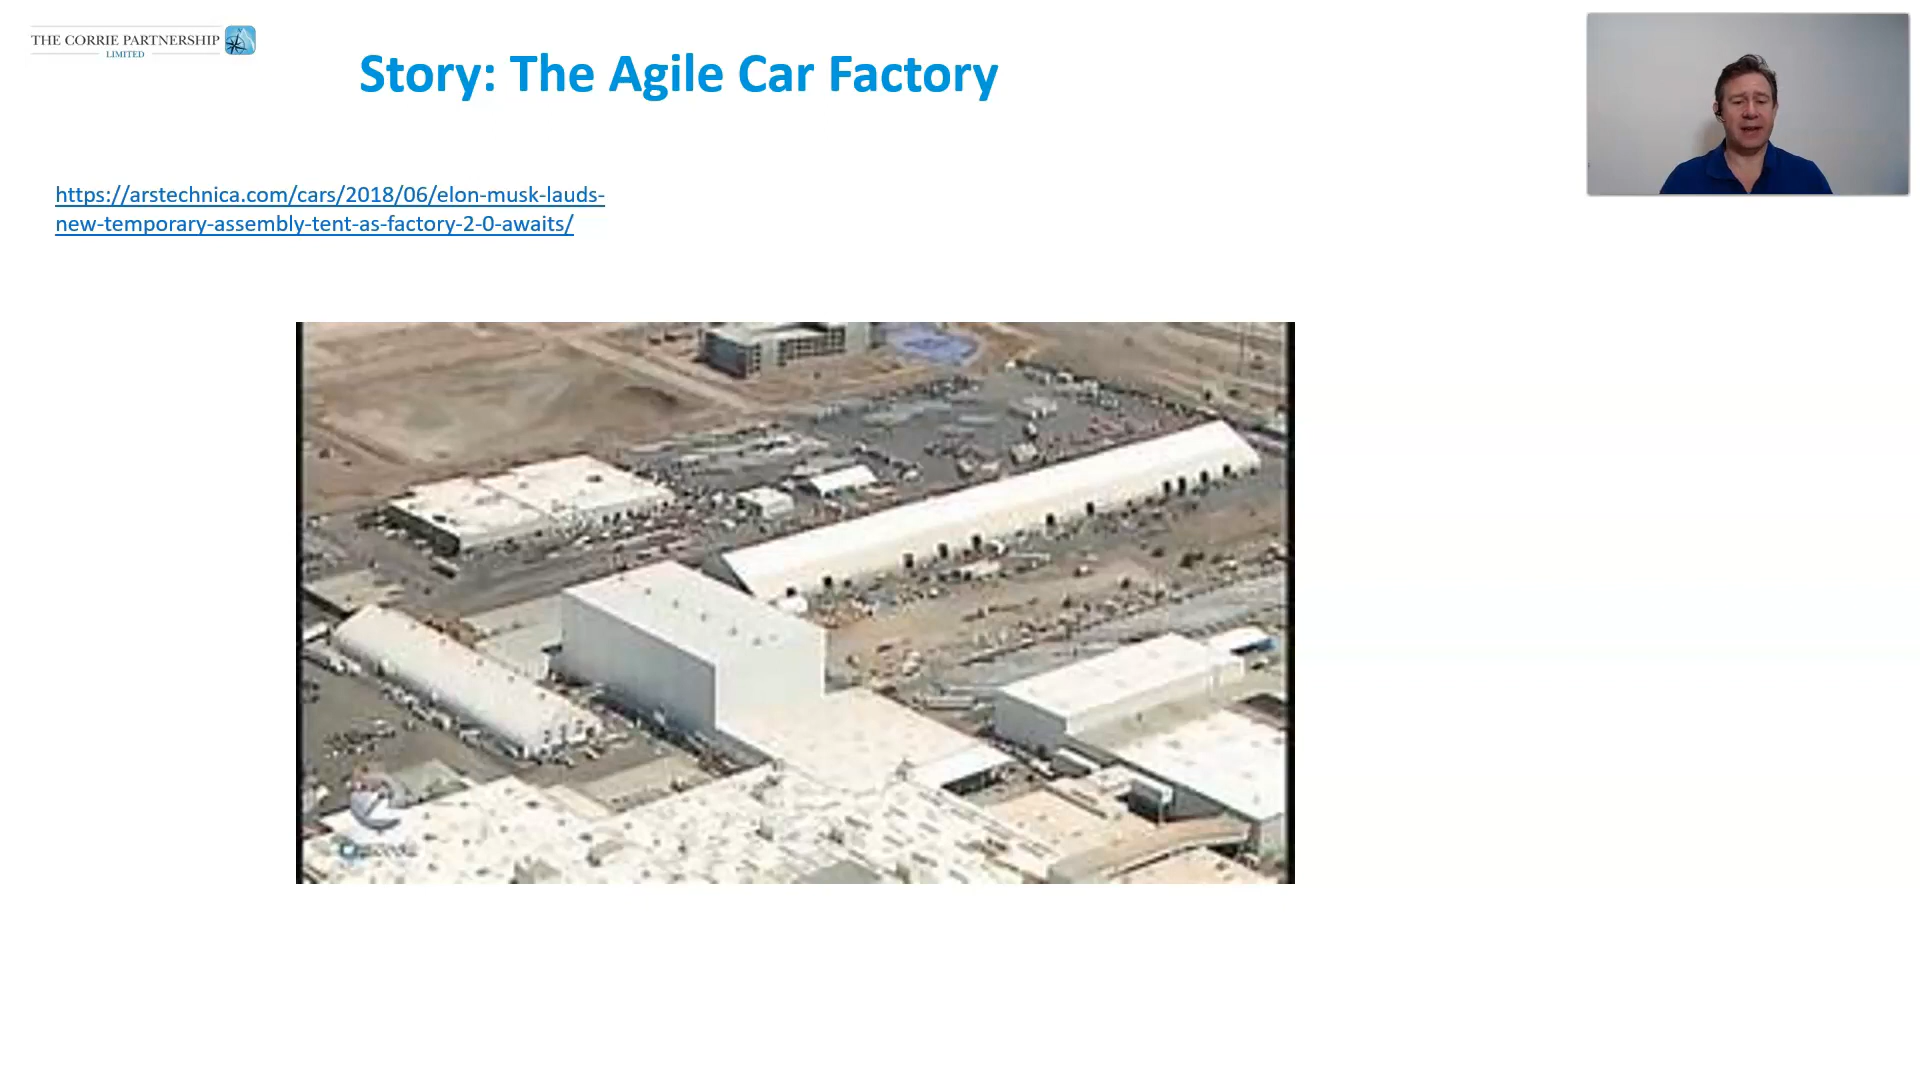 THE CORRIE PARTNERSHIP
LIMITED
Story: The Agile Car Factory
https://arstechnica.com/cars/2018/06/elon-musk-lauds-
new-temporary-assembly-tent-as-factory-2-0-awaits/